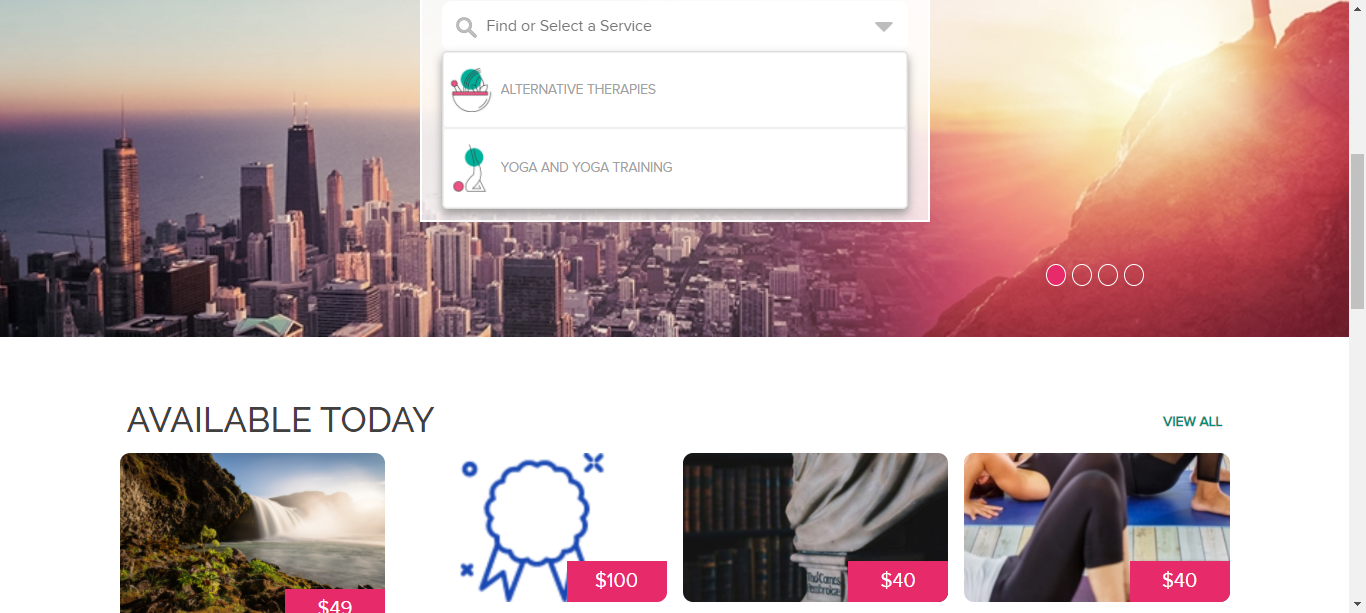 Find or Select a Service
ALTERNATIVE THERAPIES
YOGA AND YOGA TRAINING
AVAILABLE TODAY
VIEW ALL
$49
$100
$40
$40